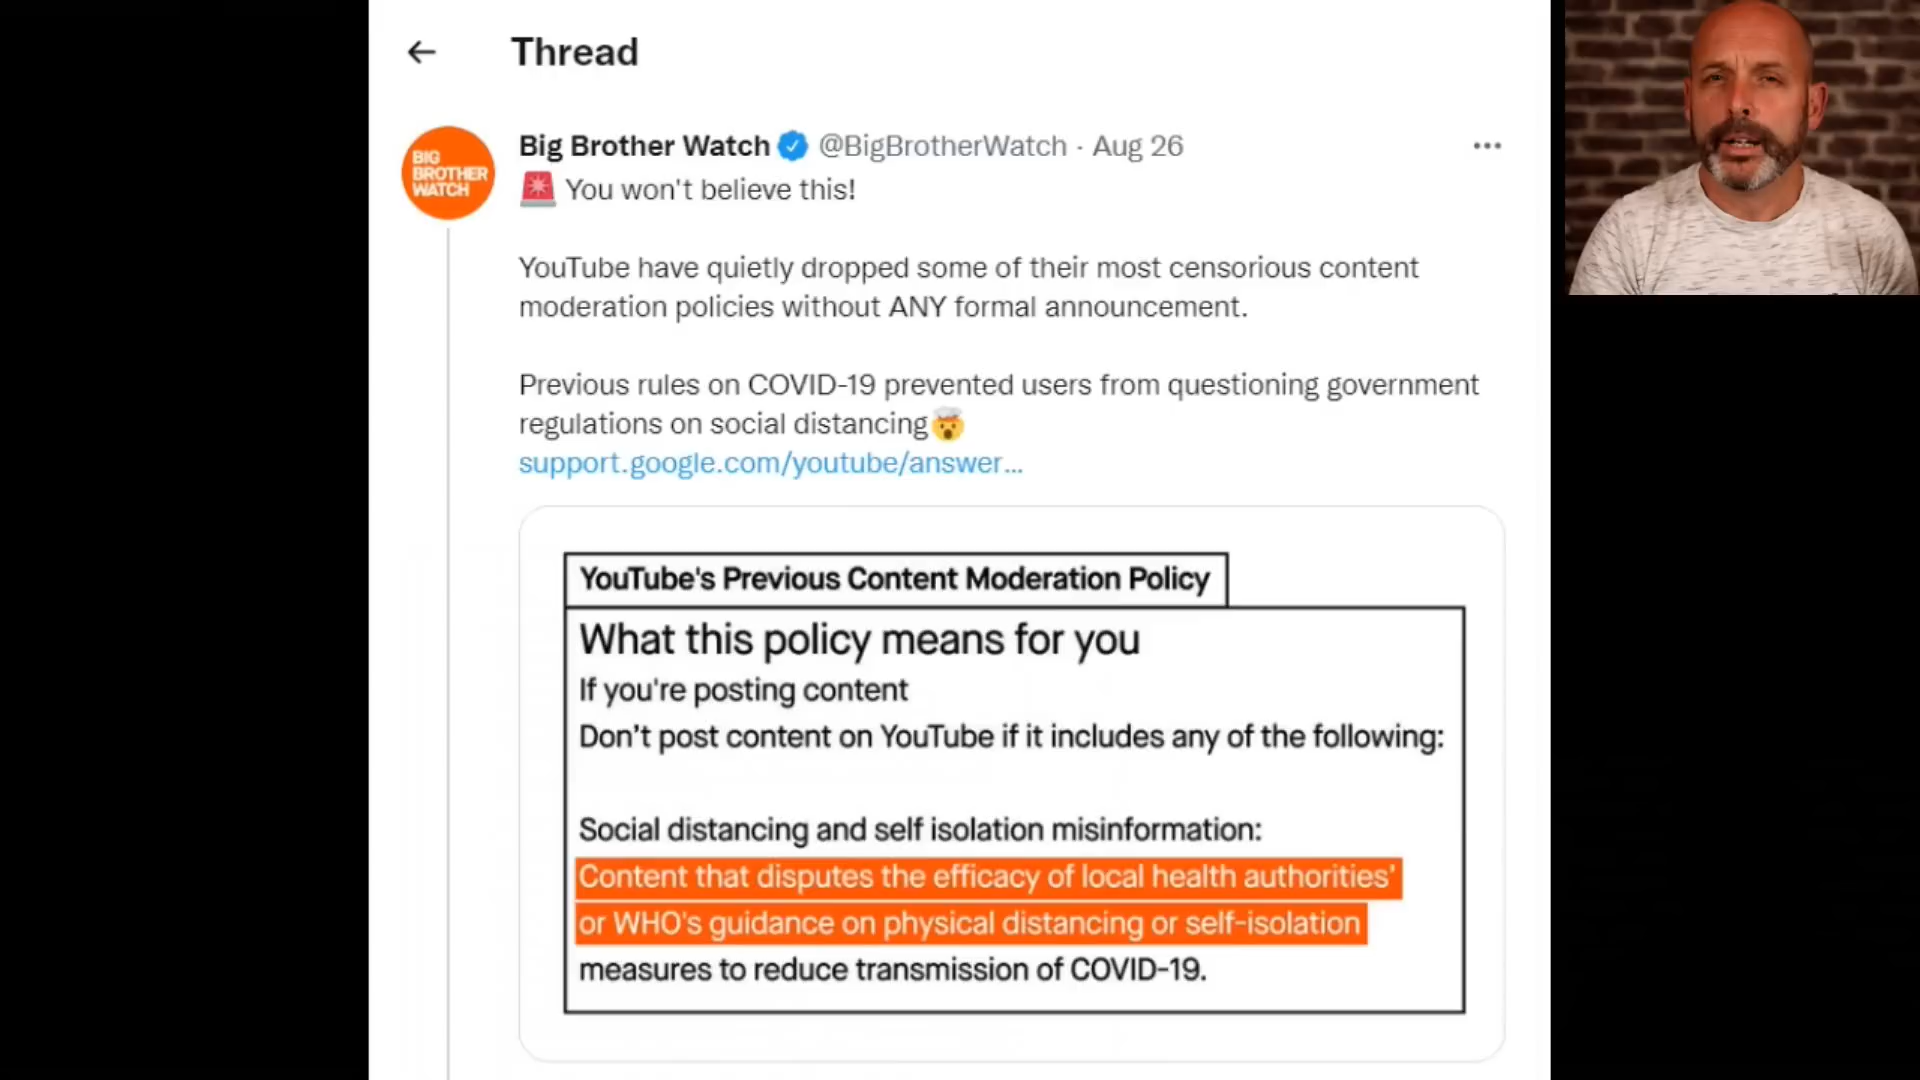 Thread
Big Brother Watch @BigBrotherWatch · Aug 26
BIG
BROTHER
WATCH
🚨 You won't believe this!
YouTube have quietly dropped some of their most censorious content
moderation policies without ANY formal announcement.
Previous rules on COVID-19 prevented users from questioning government
regulations on social distancing🤯
support.google.com/youtube/answer…
YouTube's Previous Content Moderation Policy
What this policy means for you
If you're posting content
Don't post content on YouTube if it includes any of the following:
Social distancing and self isolation misinformation:
Content that disputes the efficacy of local health authorities'
or WHO's guidance on physical distancing or self-isolation
measures to reduce transmission of COVID-19.